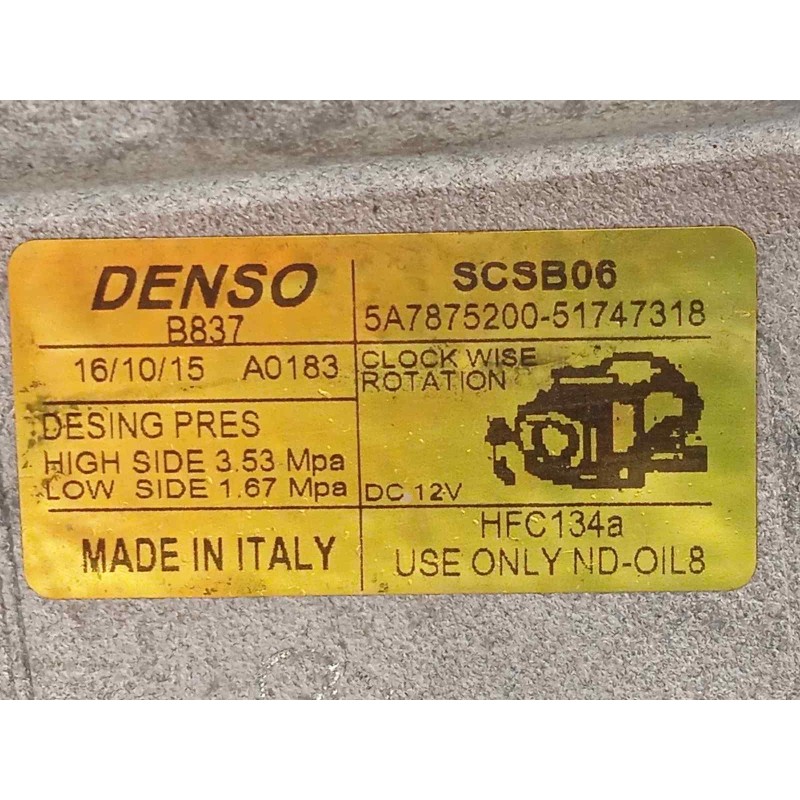 DENSO
B837
16/10/15 A0183
DESING PRES
HIGH SIDE 3.53 Mpa
LOW SIDE 1.67 Mpa
MADE IN ITALY
SCSB06
5A7875200-51747318
CLOCK WISE
ROTATION
DC 12V
HFC134a
USE ONLY ND-OIL8